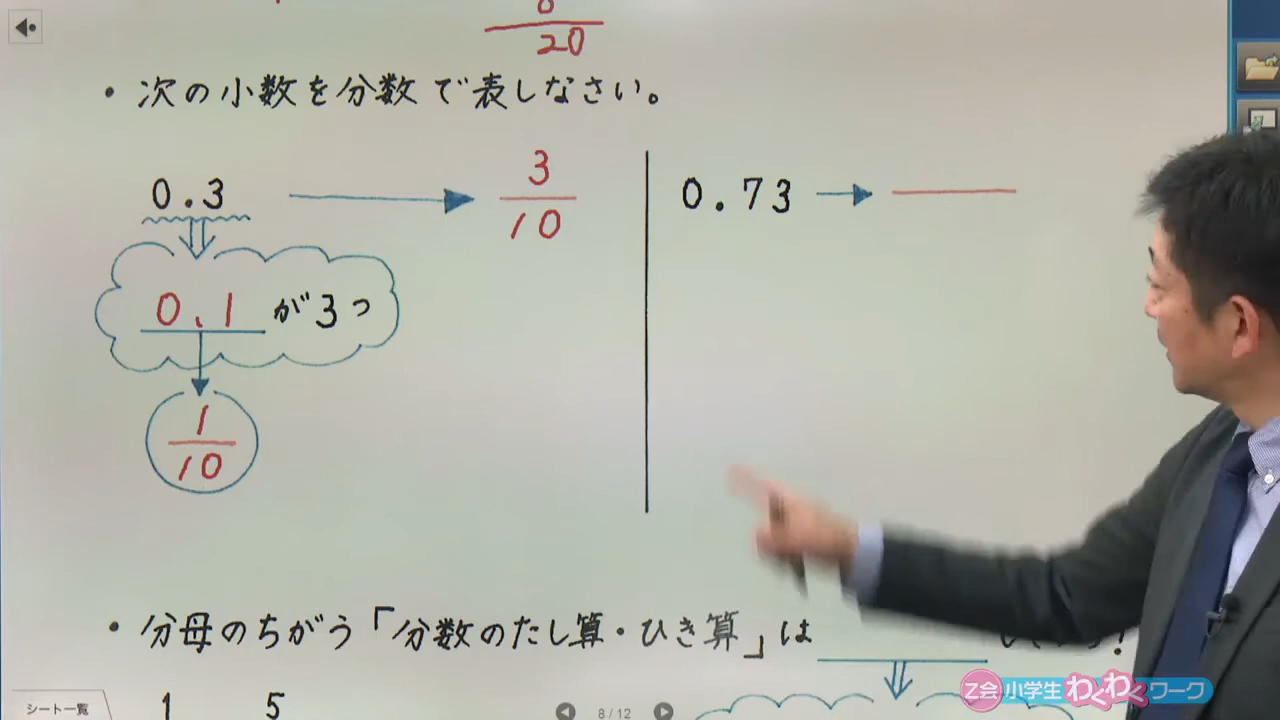 20
・次の小数を分数で表しなさい。
0.3 → 3/10
0.1 が3つ
1/10
0.73 →
・分母のちがう「分数のたし算・ひき算」は
1 5
シート一覧
8/12
Z会 小学生 わくわく ワーク